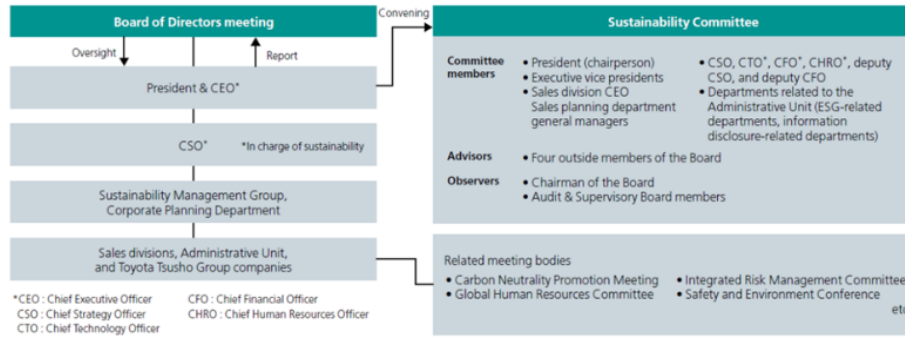 Board of Directors meeting
Oversight
Report
President & CEO*
CSO* *In charge of sustainability
Sustainability Management Group,
Corporate Planning Department
Sales divisions, Administrative Unit,
and Toyota Tsusho Group companies
*CEO : Chief Executive Officer
CSO : Chief Strategy Officer
CTO : Chief Technology Officer
CFO : Chief Financial Officer
CHRO : Chief Human Resources Officer
Convening
Sustainability Committee
Committee
members
• President (chairperson)
• Executive vice presidents
• Sales division CEO
Sales planning department
general managers
• CSO, CTO*, CFO*, CHRO*, deputy
CSO, and deputy CFO
• Departments related to the
Administrative Unit (ESG-related
departments, information
disclosure-related departments)
Advisors • Four outside members of the Board
Observers • Chairman of the Board
• Audit & Supervisory Board members
Related meeting bodies
• Carbon Neutrality Promotion Meeting
• Global Human Resources Committee
• Integrated Risk Management Committee
• Safety and Environment Conference
etc